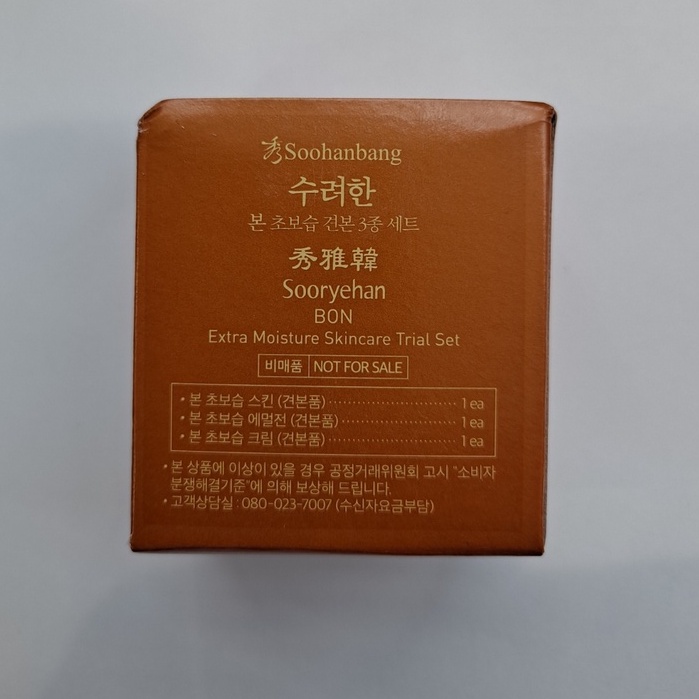 秀Soohanbang
수려한
본 초보습 견본 3종 세트
秀雅韓
Sooryehan
BON
Extra Moisture Skincare Trial Set
비매품 NOT FOR SALE
• 본 초보습 스킨 (견본품) 1 ea
• 본 초보습 에멀전 (견본품) 1 ea
• 본 초보습 크림 (견본품) 1 ea
• 본 상품에 이상이 있을 경우 공정거래위원회 고시 "소비자
분쟁해결기준"에 의해 보상해 드립니다.
• 고객상담실 : 080-023-7007 (수신자요금부담)